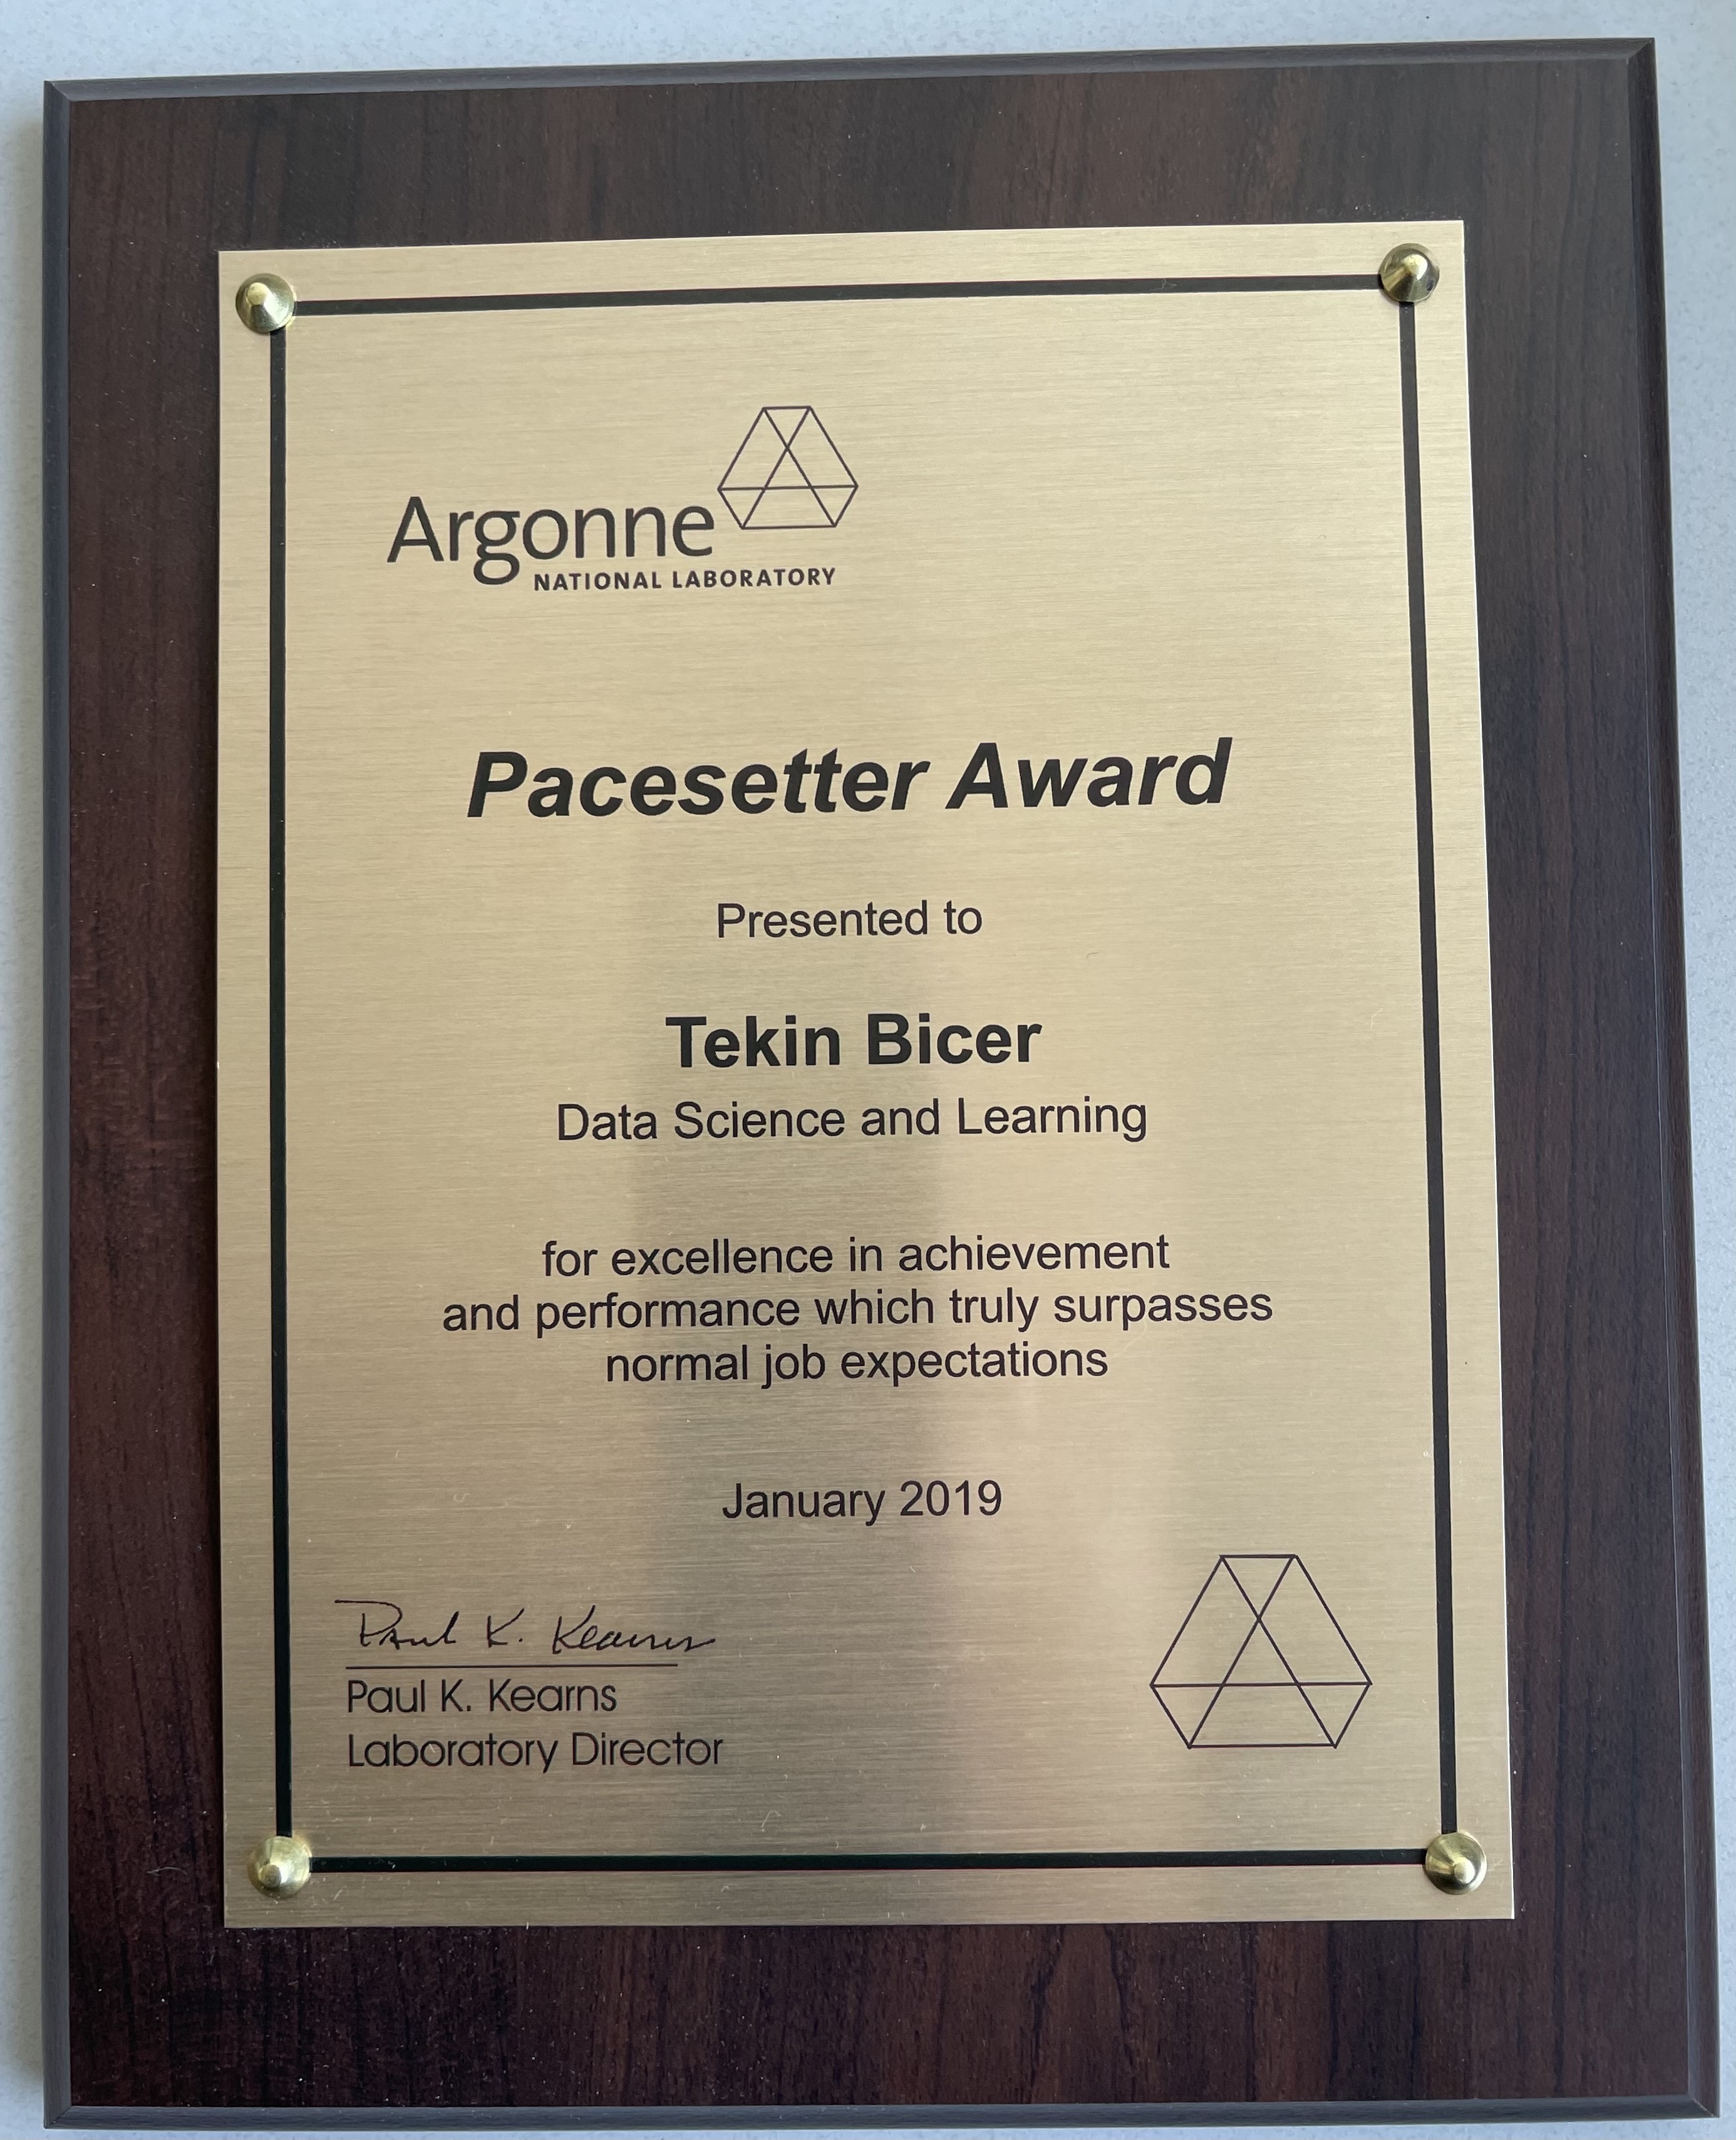 Argonne
NATIONAL LABORATORY
Pacesetter Award
Presented to
Tekin Bicer
Data Science and Learning
for excellence in achievement
and performance which truly surpasses
normal job expectations
January 2019
Paul K. Kearns
Paul K. Kearns
Laboratory Director